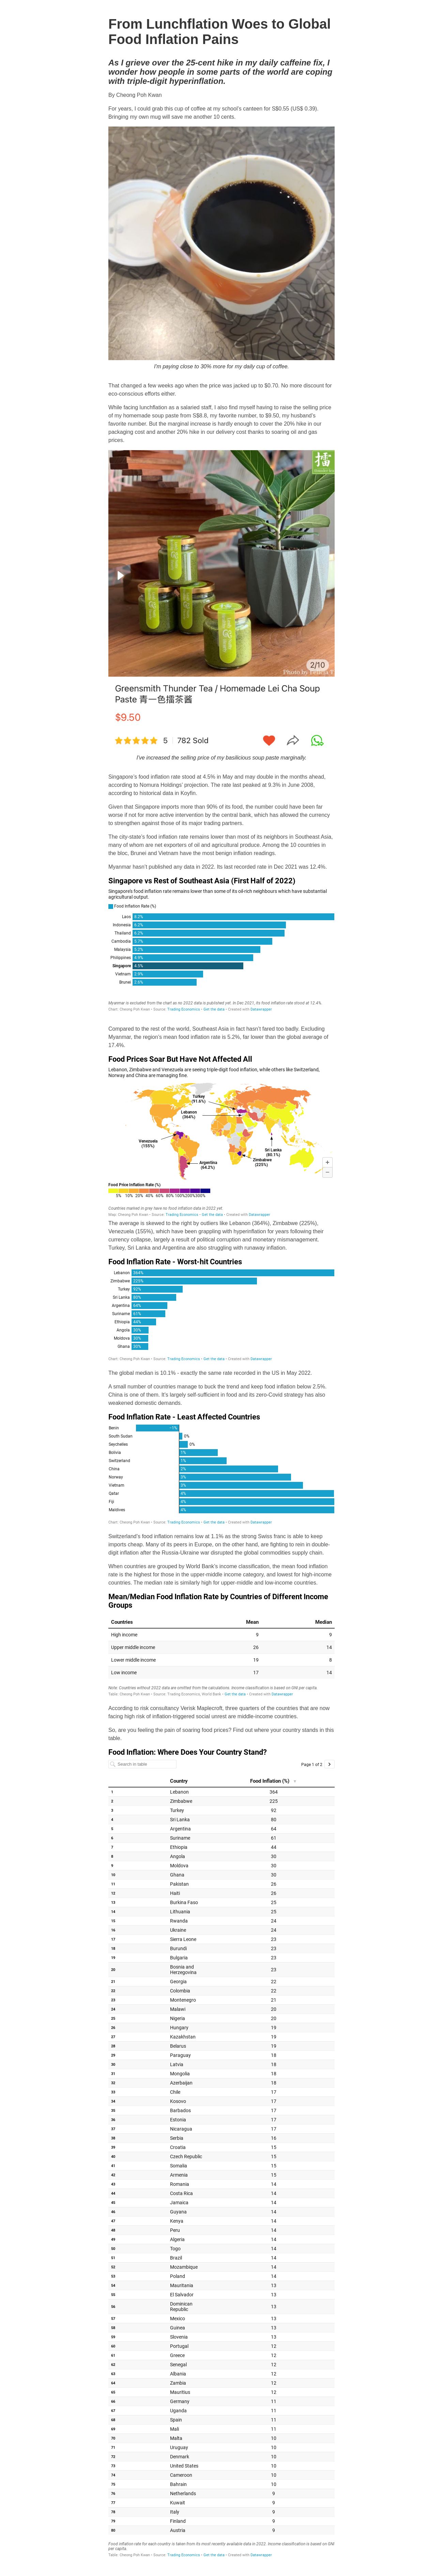 From Lunchflation Woes to Global
Food Inflation Pains
As I grieve over the 25-cent hike in my daily caffeine fix, I
wonder how people in some parts of the world are coping
with triple-digit hyperinflation.
By Cheong Poh Kwan
For years, I could grab this cup of coffee at my school's canteen for S$0.55 (US$ 0.39).
Bringing my own mug will save me another 10 cents.
I'm paying close to 30% more for my daily cup of coffee.
That changed a few weeks ago when the price was jacked up to $0.70. No more discount for
eco-conscious efforts either.
While facing lunchflation as a salaried staff, I also find myself having to raise the selling price
of my homemade soup paste from S$8.8, my favorite number, to $9.50, my husband's
favorite number. But the marginal increase is hardly enough to cover the 20% hike in our
packaging cost and another 20% hike in our delivery cost thanks to soaring oil and gas
prices.
擂
2/10
Greensmith Thunder Tea / Homemade Lei Cha Soup
Paste 青一色擂茶酱
$9.50
5 782 Sold
I've increased the selling price of my basilicious soup paste marginally.
Singapore's food inflation rate stood at 4.5% in May and may double in the months ahead,
according to Nomura Holdings' projection. The rate last peaked at 9.3% in June 2008,
according to historical data in Koyfin.
Given that Singapore imports more than 90% of its food, the number could have been far
worse if not for more active intervention by the central bank, which has allowed the currency
to strengthen against those of its major trading partners.
The city-state's food inflation rate remains lower than most of its neighbors in Southeast Asia,
many of whom are net exporters of oil and agricultural produce. Among the 10 countries in
the bloc, Brunei and Vietnam have the most benign inflation readings.
Myanmar hasn't published any data in 2022. Its last recorded rate in Dec 2021 was 12.4%.
Singapore vs Rest of Southeast Asia (First Half of 2022)
Singapore's food inflation rate remains lower than some of its oil-rich neighbours which have substantial
agricultural output.
Food Inflation Rate (%)
Laos
Indonesia
Thailand
Cambodia
Malaysia
Philippines
Singapore 4.5%
Vietnam
Brunei
Myanmar is excluded from the chart as no 2022 data is published yet. In Dec 2021, its food inflation rate stood at 12.4%.
Chart: Cheong Poh Kwan • Source: Trading Economics • Get the data • Created with Datawrapper
Compared to the rest of the world, Southeast Asia in fact hasn't fared too badly. Excluding
Myanmar, the region's mean food inflation rate is 5.2%, far lower than the global average of
17.4%.
Food Prices Soar But Have Not Affected All
Lebanon, Zimbabwe and Venezuela are seeing triple-digit food inflation, while others like Switzerland,
Norway and China are managing fine.
Turkey
(91.6%)
Lebanon
(364%)
Venezuela
(155%)
Sri Lanka
(80.1%)
Argentina
(64.2%)
Zimbabwe
(225%)
Food Price Inflation Rate (%)
5% 10% 20% 40% 60% 80% 100%200%300%
Countries marked in grey have no food inflation data in 2022 yet.
Map: Cheong Poh Kwan • Source: Trading Economics • Get the data • Created with Datawrapper
The average is skewed to the right by outliers like Lebanon (364%), Zimbabwe (225%),
Venezuela (155%), which have been grappling with hyperinflation for years following their
currency collapse, largely a result of political corruption and monetary mismanagement.
Turkey, Sri Lanka and Argentina are also struggling with runaway inflation.
Food Inflation Rate - Worst-hit Countries
Lebanon 364%
Zimbabwe 225%
Turkey 92%
Sri Lanka 80%
Argentina 64%
Suriname 61%
Ethiopia 44%
Angola 30%
Moldova 30%
Ghana 30%
Chart: Cheong Poh Kwan • Source: Trading Economics • Get the data • Created with Datawrapper
The global median is 10.1% - exactly the same rate recorded in the US in May 2022.
A small number of countries manage to buck the trend and keep food inflation below 2.5%.
China is one of them. It's largely self-sufficient in food and its zero-Covid strategy has also
weakened domestic demands.
Food Inflation Rate - Least Affected Countries
Benin
South Sudan 0%
Seychelles 0%
Bolivia 1%
Switzerland 1%
China
Norway
Vietnam
Qatar 4%
Fiji 4%
Maldives 4%
Chart: Cheong Poh Kwan • Source: Trading Economics • Get the data • Created with Datawrapper
Switzerland's food inflation remains low at 1.1% as the strong Swiss franc is able to keep
imports cheap. Many of its peers in Europe, on the other hand, are fighting to rein in double-
digit inflation after the Russia-Ukraine war disrupted the global commodities supply chain.
When countries are grouped by World Bank's income classification, the mean food inflation
rate is the highest for those in the upper-middle income category, and lowest for high-income
countries. The median rate is similarly high for upper-middle and low-income countries.
Mean/Median Food Inflation Rate by Countries of Different Income
Groups
Countries Mean Median
High income 9 9
Upper middle income 26 14
Lower middle income 19 8
Low income 17 14
Note: Countries without 2022 data are omitted from the calculations. Income classification is based on GNI per capita.
Table: Cheong Poh Kwan • Source: Trading Economics, World Bank • Get the data • Created with Datawrapper
According to risk consultancy Verisk Maplecroft, three quarters of the countries that are now
facing high risk of inflation-triggered social unrest are middle-income countries.
So, are you feeling the pain of soaring food prices? Find out where your country stands in this
table.
Food Inflation: Where Does Your Country Stand?
Search in table Page 1 of 2
Country Food Inflation (%)
1 Lebanon 364
2 Zimbabwe 225
3 Turkey 92
4 Sri Lanka 80
5 Argentina 64
6 Suriname 61
7 Ethiopia 44
8 Angola 30
9 Moldova 30
10 Ghana 30
11 Pakistan 26
12 Haiti 26
13 Burkina Faso 25
14 Lithuania 25
15 Rwanda 24
16 Ukraine 24
17 Sierra Leone 23
18 Burundi 23
19 Bulgaria 23
20 Bosnia and
Herzegovina 23
21 Georgia 22
22 Colombia 22
23 Montenegro 21
24 Malawi 20
25 Nigeria 20
26 Hungary 19
27 Kazakhstan 19
28 Belarus 19
29 Paraguay 18
30 Latvia 18
31 Mongolia 18
32 Azerbaijan 18
33 Chile 17
34 Kosovo 17
35 Barbados 17
36 Estonia 17
37 Nicaragua 17
38 Serbia 16
39 Croatia 15
40 Czech Republic 15
41 Somalia 15
42 Armenia 15
43 Romania 14
44 Costa Rica 14
45 Jamaica 14
46 Guyana 14
47 Kenya 14
48 Peru 14
49 Algeria 14
50 Togo 14
51 Brazil 14
52 Mozambique 14
53 Poland 14
54 Mauritania 13
55 El Salvador 13
56 Dominican
Republic 13
57 Mexico 13
58 Guinea 13
59 Slovenia 13
60 Portugal 12
61 Greece 12
62 Senegal 12
63 Albania 12
64 Zambia 12
65 Mauritius 12
66 Germany 11
67 Uganda 11
68 Spain 11
69 Mali 11
70 Malta 10
71 Uruguay 10
72 Denmark 10
73 United States 10
74 Cameroon 10
75 Bahrain 10
76 Netherlands 9
77 Kuwait 9
78 Italy 9
79 Finland 9
80 Austria 9
Food inflation rate for each country is taken from its most recently available data in 2022. Income classification is based on GNI
per capita.
Table: Cheong Poh Kwan • Source: Trading Economics • Get the data • Created with Datawrapper